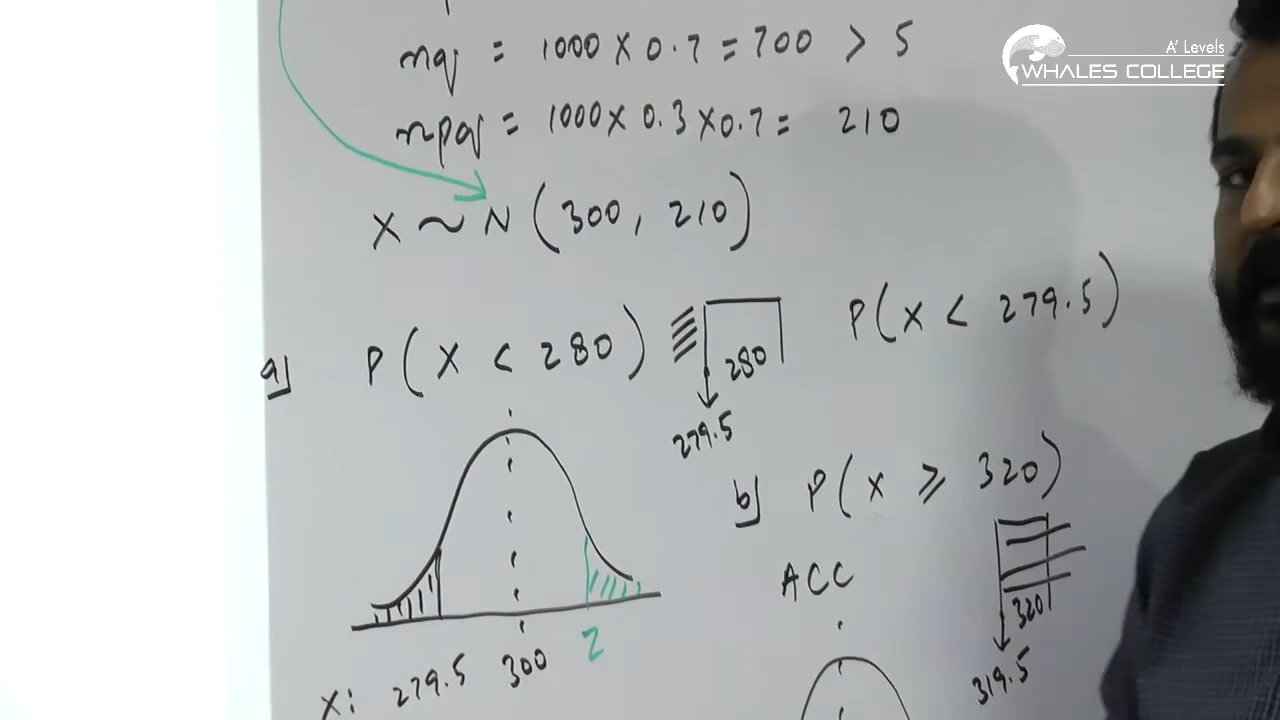 A' Levels
WHALES COLLEGE
nq = 1000 × 0.7 = 700 > 5
npq = 1000 × 0.3 × 0.7 = 210
X ~ N (300, 210)
a) P(X < 280) 280 P(X < 279.5)
279.5
b) P(X ≥ 320)
ACC
320
319.5
X: 279.5 300 Z